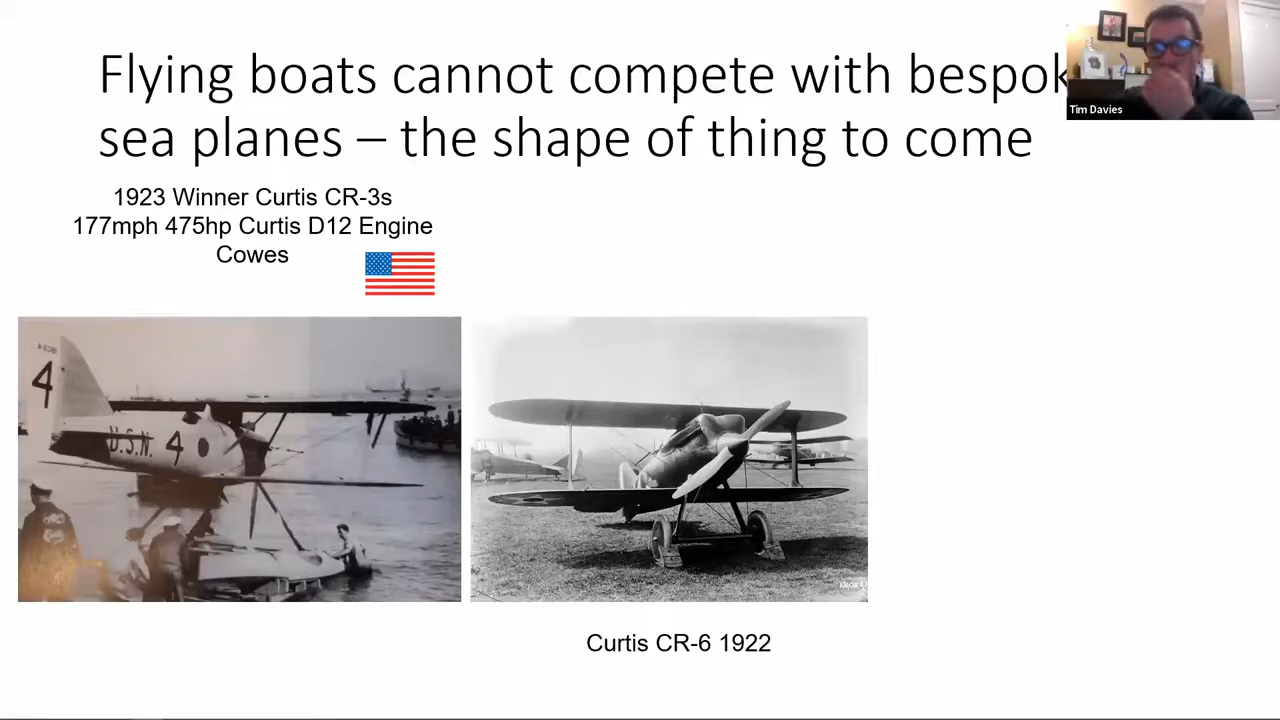 Flying boats cannot compete with bespok
sea planes – the shape of thing to come
Tim Davies
1923 Winner Curtis CR-3s
177mph 475hp Curtis D12 Engine
Cowes
4
U.S.N. 4
Curtis CR-6 1922